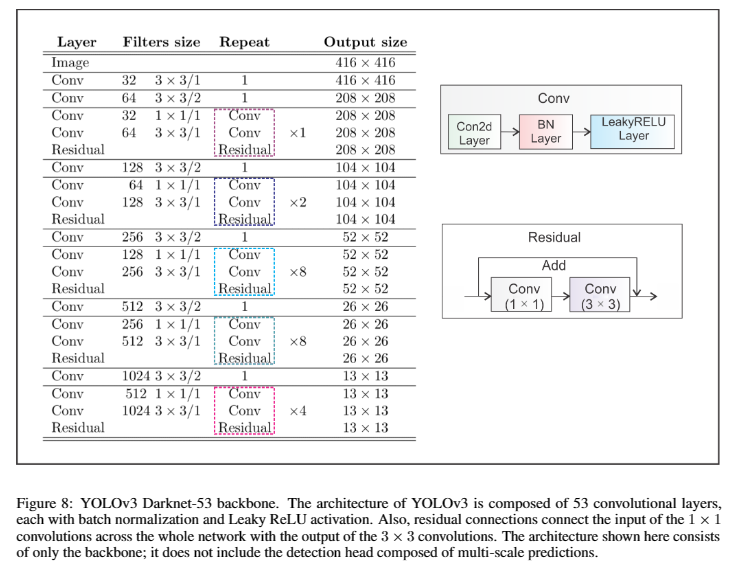 Layer Filters size Repeat Output size
Image 416 × 416
Conv 32 3 × 3/1 1 416 × 416
Conv 64 3 × 3/2 1 208 × 208
Conv 32 1 × 1/1 Conv 208 × 208
Conv 64 3 × 3/1 Conv ×1 208 × 208
Residual Residual 208 × 208
Conv 128 3 × 3/2 1 104 × 104
Conv 64 1 × 1/1 Conv 104 × 104
Conv 128 3 × 3/1 Conv ×2 104 × 104
Residual Residual 104 × 104
Conv 256 3 × 3/2 1 52 × 52
Conv 128 1 × 1/1 Conv 52 × 52
Conv 256 3 × 3/1 Conv ×8 52 × 52
Residual Residual 52 × 52
Conv 512 3 × 3/2 1 26 × 26
Conv 256 1 × 1/1 Conv 26 × 26
Conv 512 3 × 3/1 Conv ×8 26 × 26
Residual Residual 26 × 26
Conv 1024 3 × 3/2 1 13 × 13
Conv 512 1 × 1/1 Conv 13 × 13
Conv 1024 3 × 3/1 Conv ×4 13 × 13
Residual Residual 13 × 13
Conv
Con2d
Layer
BN
Layer
LeakyRELU
Layer
Residual
Add
Conv
(1 × 1)
Conv
(3 × 3)
Figure 8: YOLOv3 Darknet-53 backbone. The architecture of YOLOv3 is composed of 53 convolutional layers,
each with batch normalization and Leaky ReLU activation. Also, residual connections connect the input of the 1 × 1
convolutions across the whole network with the output of the 3 × 3 convolutions. The architecture shown here consists
of only the backbone; it does not include the detection head composed of multi-scale predictions.